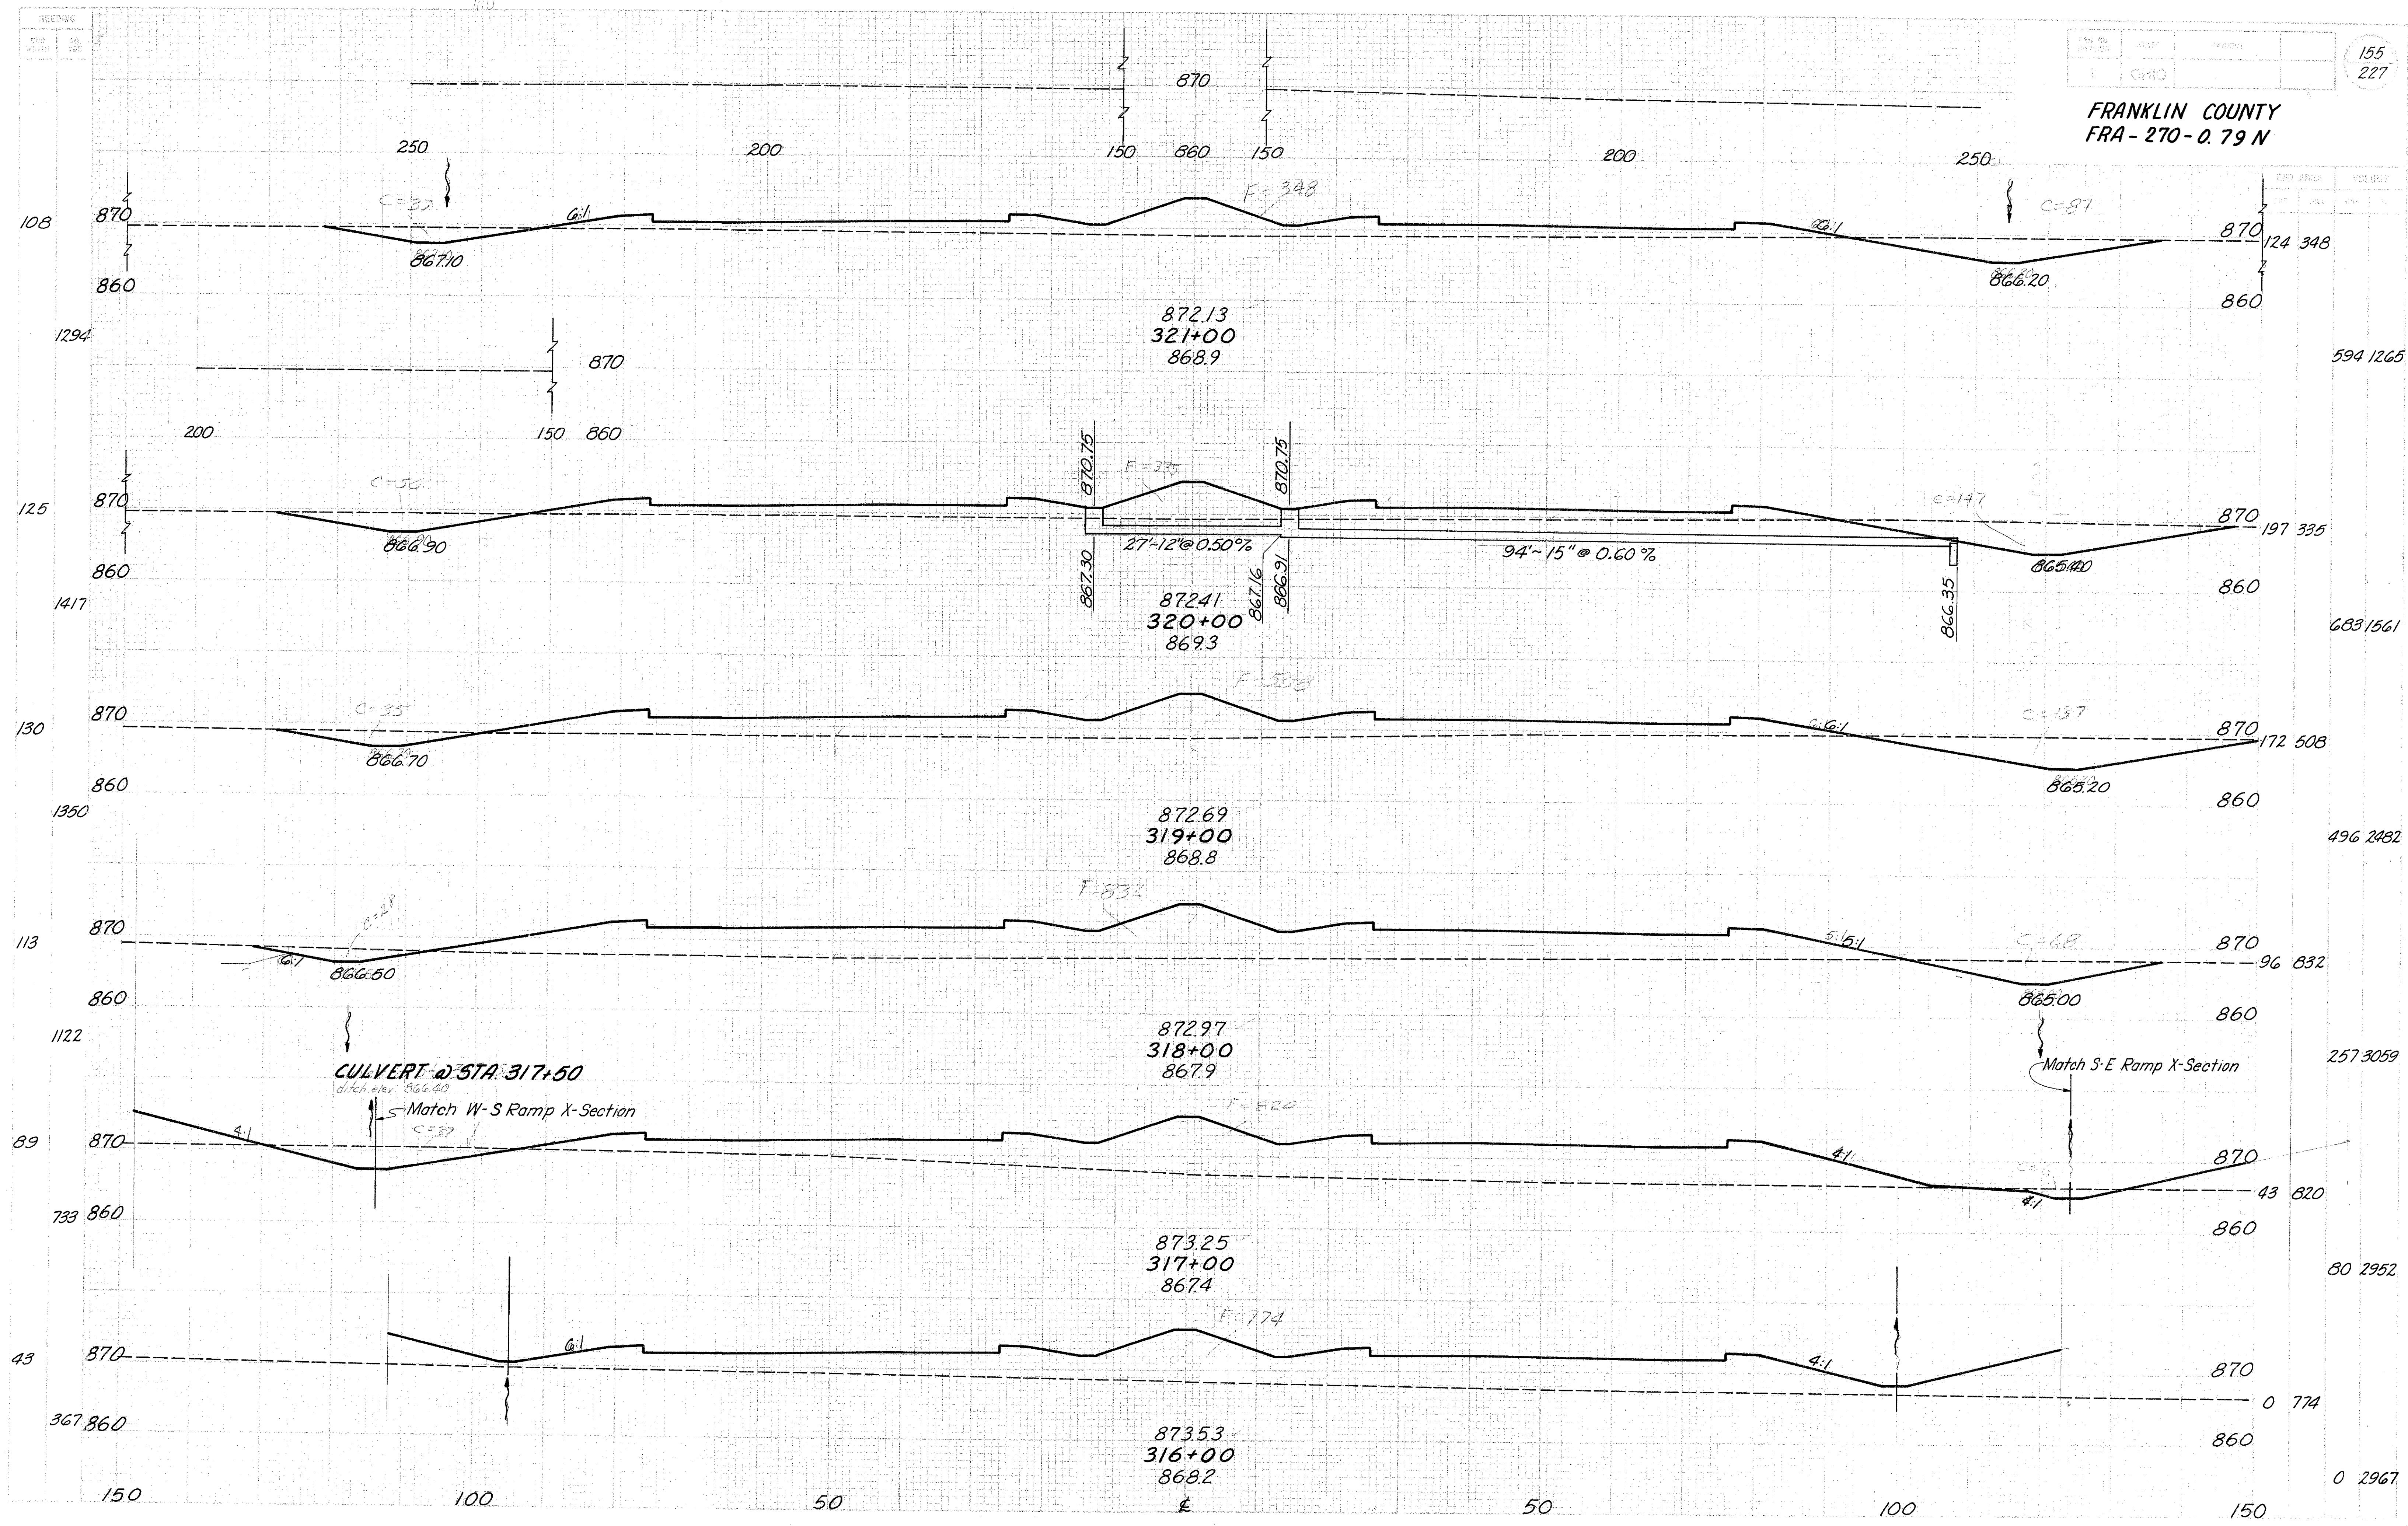 SEEDING
OHIO
155
227
FRANKLIN COUNTY
FRA-270-0.79 N
870
250 200 150 860 150 200 250
C=37 F=348 C=87
108 870 6:1 6:1 870 124 348
867.10 866.20
860 860
872.13
321+00
868.9
1294 594 1265
870
200 150 860
870.75 870.75
C=56 F=335 C=147
125 870 870 197 335
866.90 27'~12"@0.50% 94'~15"@0.60% 865.40
867.30 867.16 866.91 866.35
860 860
872.41
320+00
869.3
1417 683 1561
C=35 F=508 C=137
130 870 6:1 870 172 508
866.70 865.20
860 860
872.69
319+00
868.8
1350 496 2482
C=28 F=832 C=68
113 870 5:1 870 96 832
6:1 866.50 865.00
860 860
872.97
318+00
867.9
1122 257 3059
CULVERT @ STA. 317+50
ditch elev. 866.40
Match W-S Ramp X-Section
Match S-E Ramp X-Section
C=37 F=820
89 870 4:1 4:1 870
4:1 43 820
733 860 860
873.25
317+00
867.4
80 2952
F=774
43 870 6:1 4:1 870
0 774
367 860 860
873.53
316+00
868.2
0 2967
150 100 50 ℄ 50 100 150